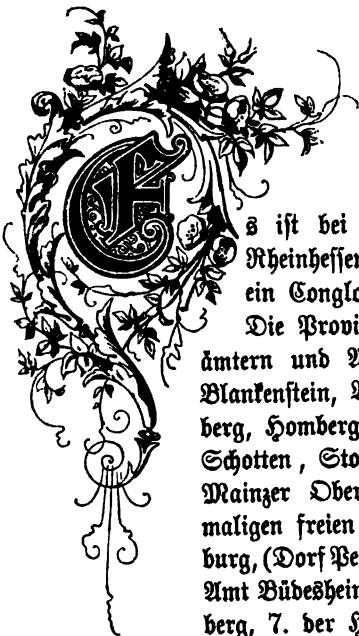 Es ist bei
Rheinhessen
ein Conglo
Die Provi
ämtern und A
Blankenstein,
berg, Homberg
Schotten, Sto
Mainzer Ober
maligen freien
burg, (Dorf Pe
Amt Büdesheim
berg, 7. der H